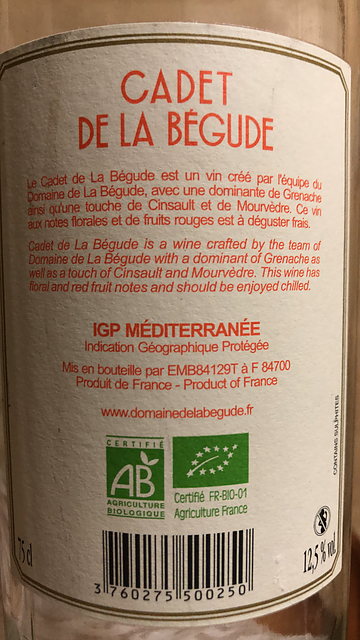 CADET
DE LA BÉGUDE
Le Cadet de La Bégude est un vin créé par l'équipe du
Domaine de La Bégude, avec une dominante de Grenache
ainsi qu'une touche de Cinsault et de Mourvèdre. Ce vin
aux notes florales et de fruits rouges est à déguster frais.
Cadet de La Bégude is a wine crafted by the team of
Domaine de La Bégude with a dominant of Grenache as
well as a touch of Cinsault and Mourvèdre. This wine has
floral and red fruit notes and should be enjoyed chilled.
IGP MÉDITERRANÉE
Indication Géographique Protégée
Mis en bouteille par EMB84129T à F 84700
Produit de France - Product of France
www.domainedelabegude.fr
CERTIFIÉ
AB
AGRICULTURE
BIOLOGIQUE
Certifié FR-BIO-01
Agriculture France
CONTAINS SULPHITES
75 cl
12,5 % vol.
3 760275 500250